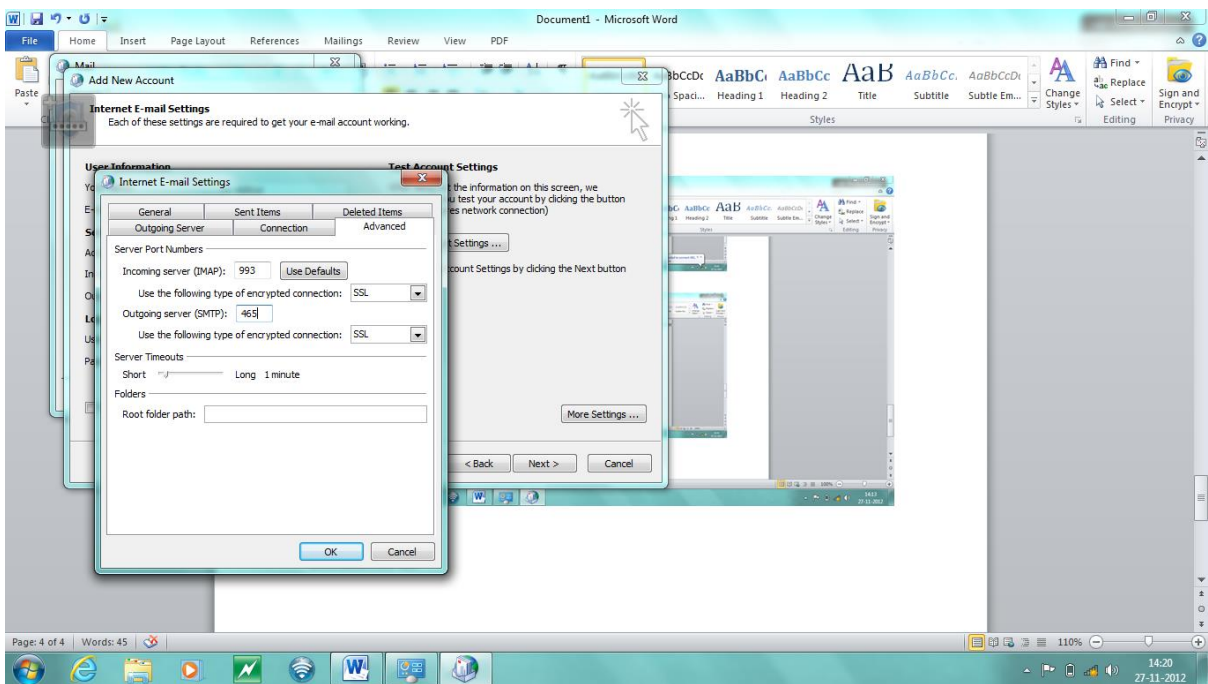 Document1 - Microsoft Word
File Home Insert Page Layout References Mailings Review View PDF
Paste
Mail
Add New Account
Internet E-mail Settings
Each of these settings are required to get your e-mail account working.
User Information
Test Account Settings
the information on this screen, we
test your account by clicking the button
network connection)
Settings ...
Settings by clicking the Next button
More Settings ...
< Back Next > Cancel
Internet E-mail Settings
General Sent Items Deleted Items
Outgoing Server Connection Advanced
Server Port Numbers
Incoming server (IMAP): 993 Use Defaults
Use the following type of encrypted connection: SSL
Outgoing server (SMTP): 465
Use the following type of encrypted connection: SSL
Server Timeouts
Short Long 1 minute
Folders
Root folder path:
OK Cancel
AaBbCc AaBbCc AaB AaBbCc. AaBbCcDc
Spaci... Heading 1 Heading 2 Title Subtitle Subtle Em...
Change Styles
Styles
Find
Replace
Select
Editing
Sign and Encrypt
Privacy
14:13
27-11-2012
Page: 4 of 4 Words: 45
110%
14:20
27-11-2012